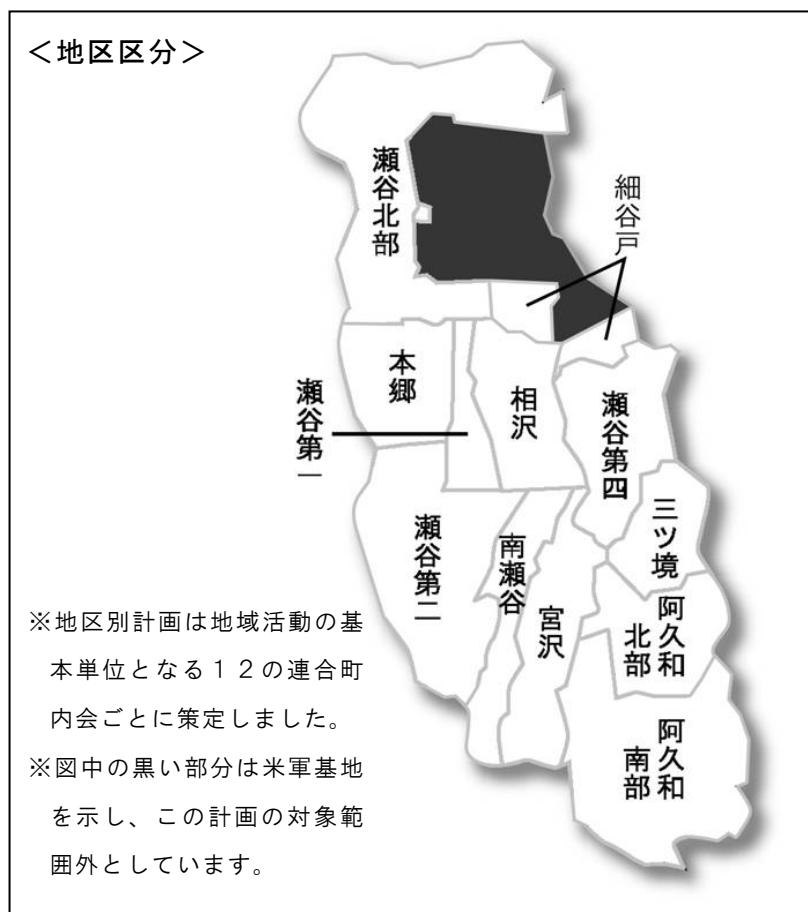 ＜地区区分＞
瀬谷北部
細谷戸
本郷
瀬谷第一
相沢
瀬谷第四
三ツ境
瀬谷第二
南瀬谷
宮沢
阿久和
北部
阿久和
南部
※地区別計画は地域活動の基
本単位となる１２の連合町
内会ごとに策定しました。
※図中の黒い部分は米軍基地
を示し、この計画の対象範
囲外としています。